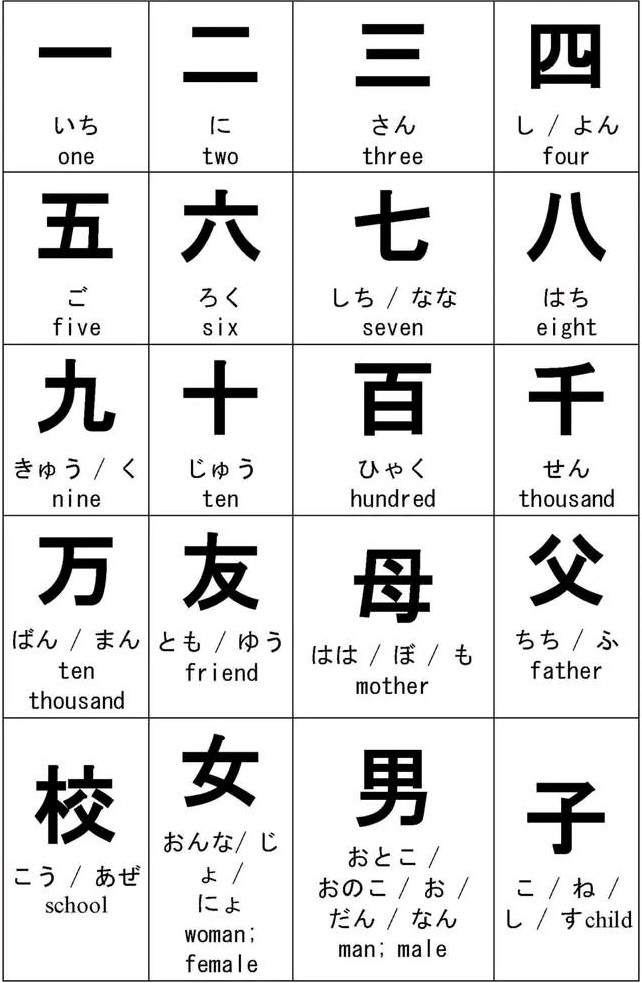 一
いち
one
二
に
two
三
さん
three
四
し / よん
four
五
ご
five
六
ろく
six
七
しち / なな
seven
八
はち
eight
九
きゅう / く
nine
十
じゅう
ten
百
ひゃく
hundred
千
せん
thousand
万
ばん / まん
ten
thousand
友
とも / ゆう
friend
母
はは / ぼ / も
mother
父
ちち / ふ
father
校
こう / あぜ
school
女
おんな/ じ
ょ /
にょ
woman;
female
男
おとこ /
おのこ / お /
だん / なん
man; male
子
こ / ね /
し / すchild